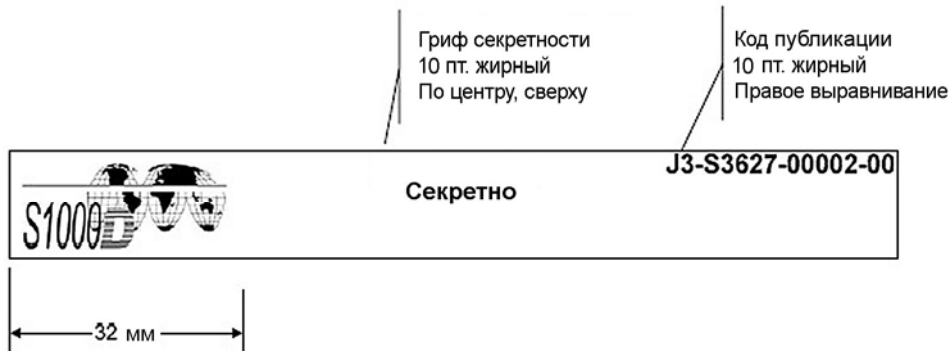 Гриф секретности
10 пт. жирный
По центру, сверху
Код публикации
10 пт. жирный
Правое выравнивание
J3-S3627-00002-00
Секретно
S1000D
32 мм